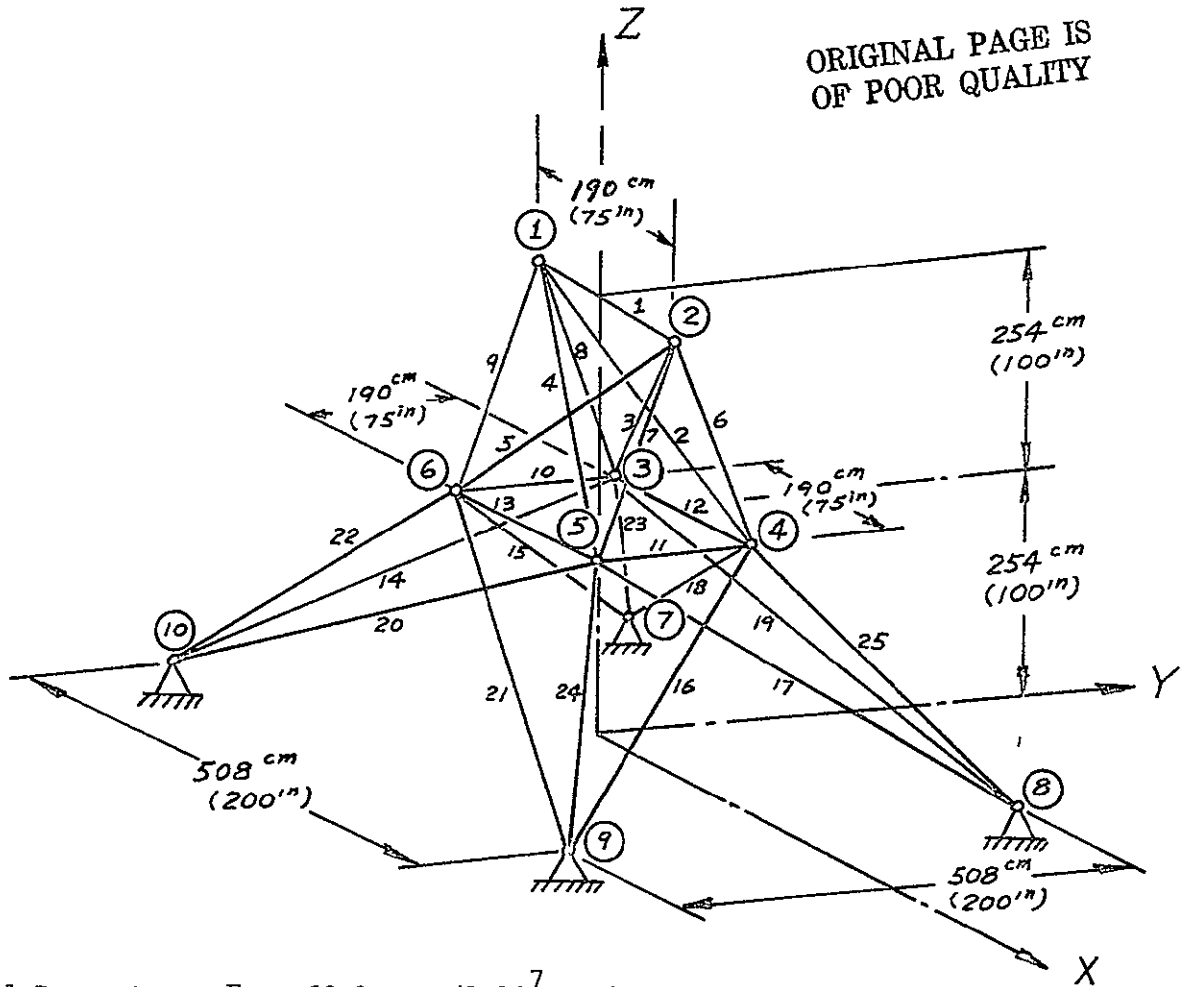 ORIGINAL PAGE IS
OF POOR QUALITY
Z
190 cm
(75 in)
1
1
2
254 cm
(100 in)
9
8
4
190 cm
(75 in)
3
7
2
6
5
6
10
3
190 cm
(75 in)
13
12
5
23
11
4
22
15
14
18
254 cm
(100 in)
10
20
7
19
25
21
24
16
17
Y
508 cm
(200 in)
8
9
508 cm
(200 in)
X
7